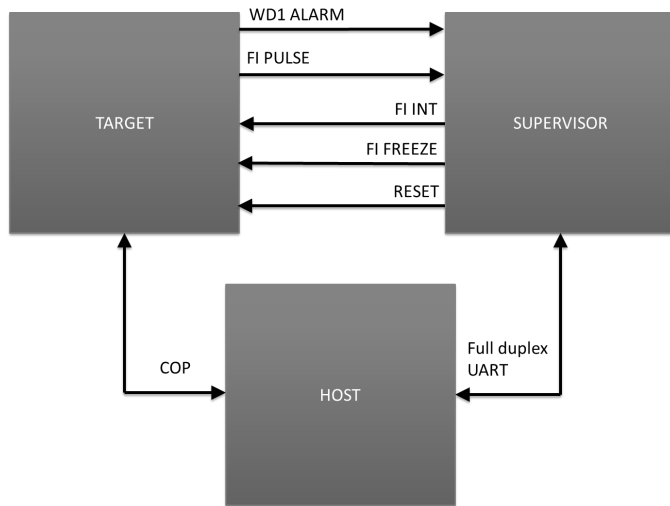 WD1 ALARM
FI PULSE
FI INT
TARGET
SUPERVISOR
FI FREEZE
RESET
COP
Full duplex
UART
HOST